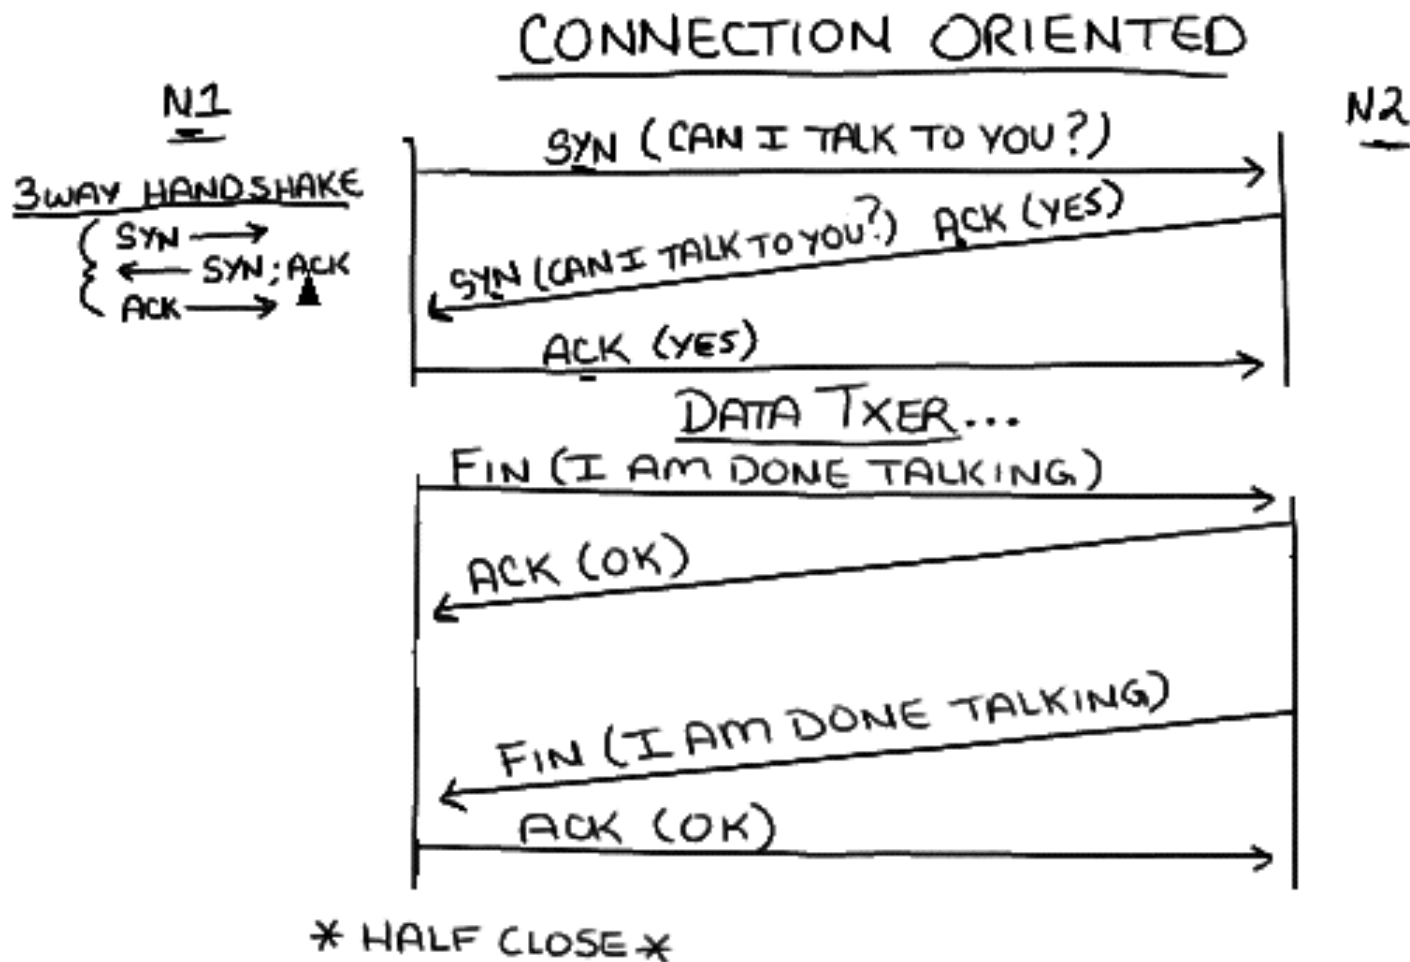 CONNECTION ORIENTED
N1
N2
SYN (CAN I TALK TO YOU?)
3WAY HANDSHAKE
SYN
SYN; ACK
ACK
SYN (CAN I TALK TO YOU?) ACK (YES)
ACK (YES)
DATA TXER...
FIN (I AM DONE TALKING)
ACK (OK)
FIN (I AM DONE TALKING)
ACK (OK)
* HALF CLOSE *